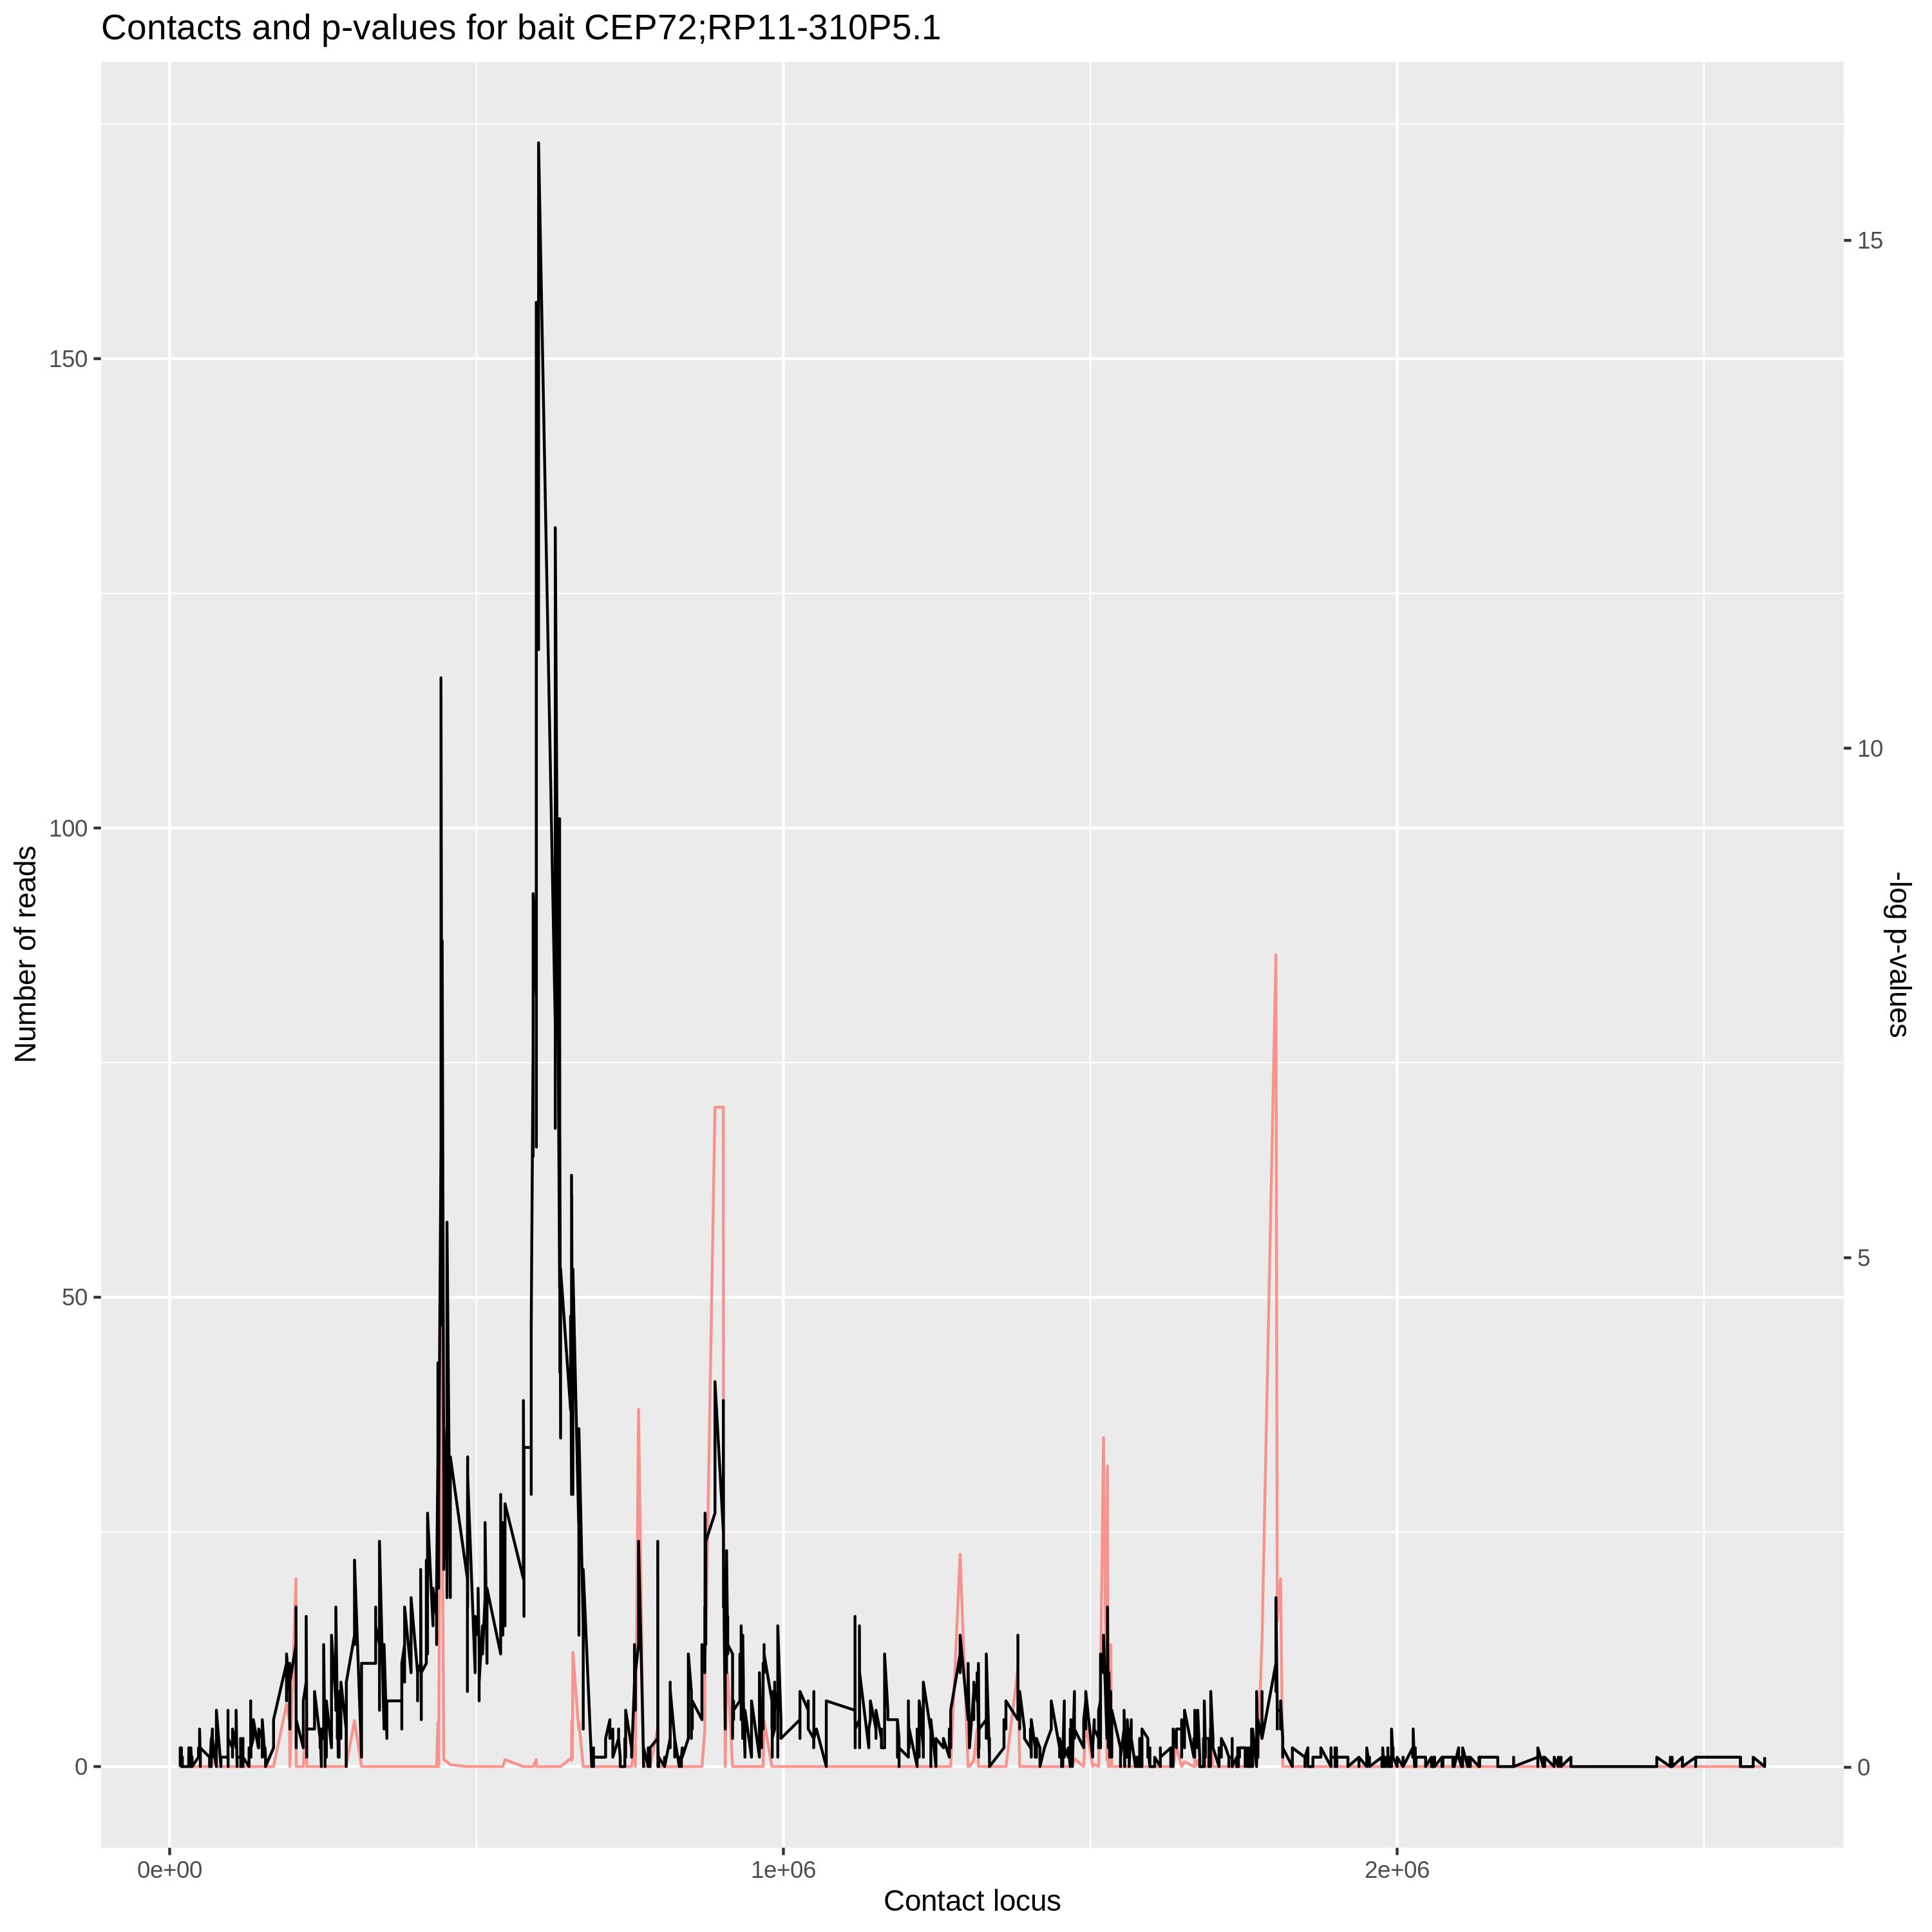 Contacts and p-values for bait CEP72;RP11-310P5.1
Number of reads
150
100
50
0
15
10
5
0
-log p-values
0e+00
1e+06
2e+06
Contact locus